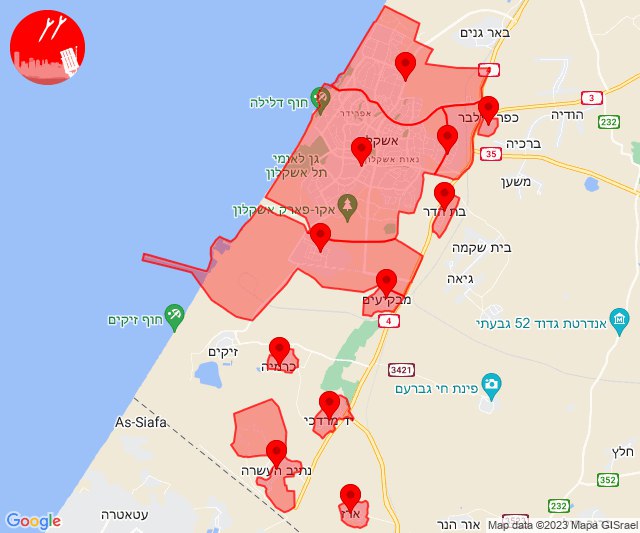 באר גנים
4
3
חוף דלילה
אפרידר
232
הודיה
אשקלון
ברכיה
35
נאות אשקלון
גן לאומי
תל אשקלון
משען
אקו-פארק אשקלון
בת הדר
בית שקמה
גיאה
מבקיעים
חוף זיקים
4
אנדרטת גדוד 52 גבעתי
זיקים
כרמיה
3421
232
פינת חי גברעם
As-Siafa
יד מרדכי
חלץ
נתיב העשרה
352
עטאטרה
ארז
אור הנר
Google
Map data ©2023 Mapa GISrael